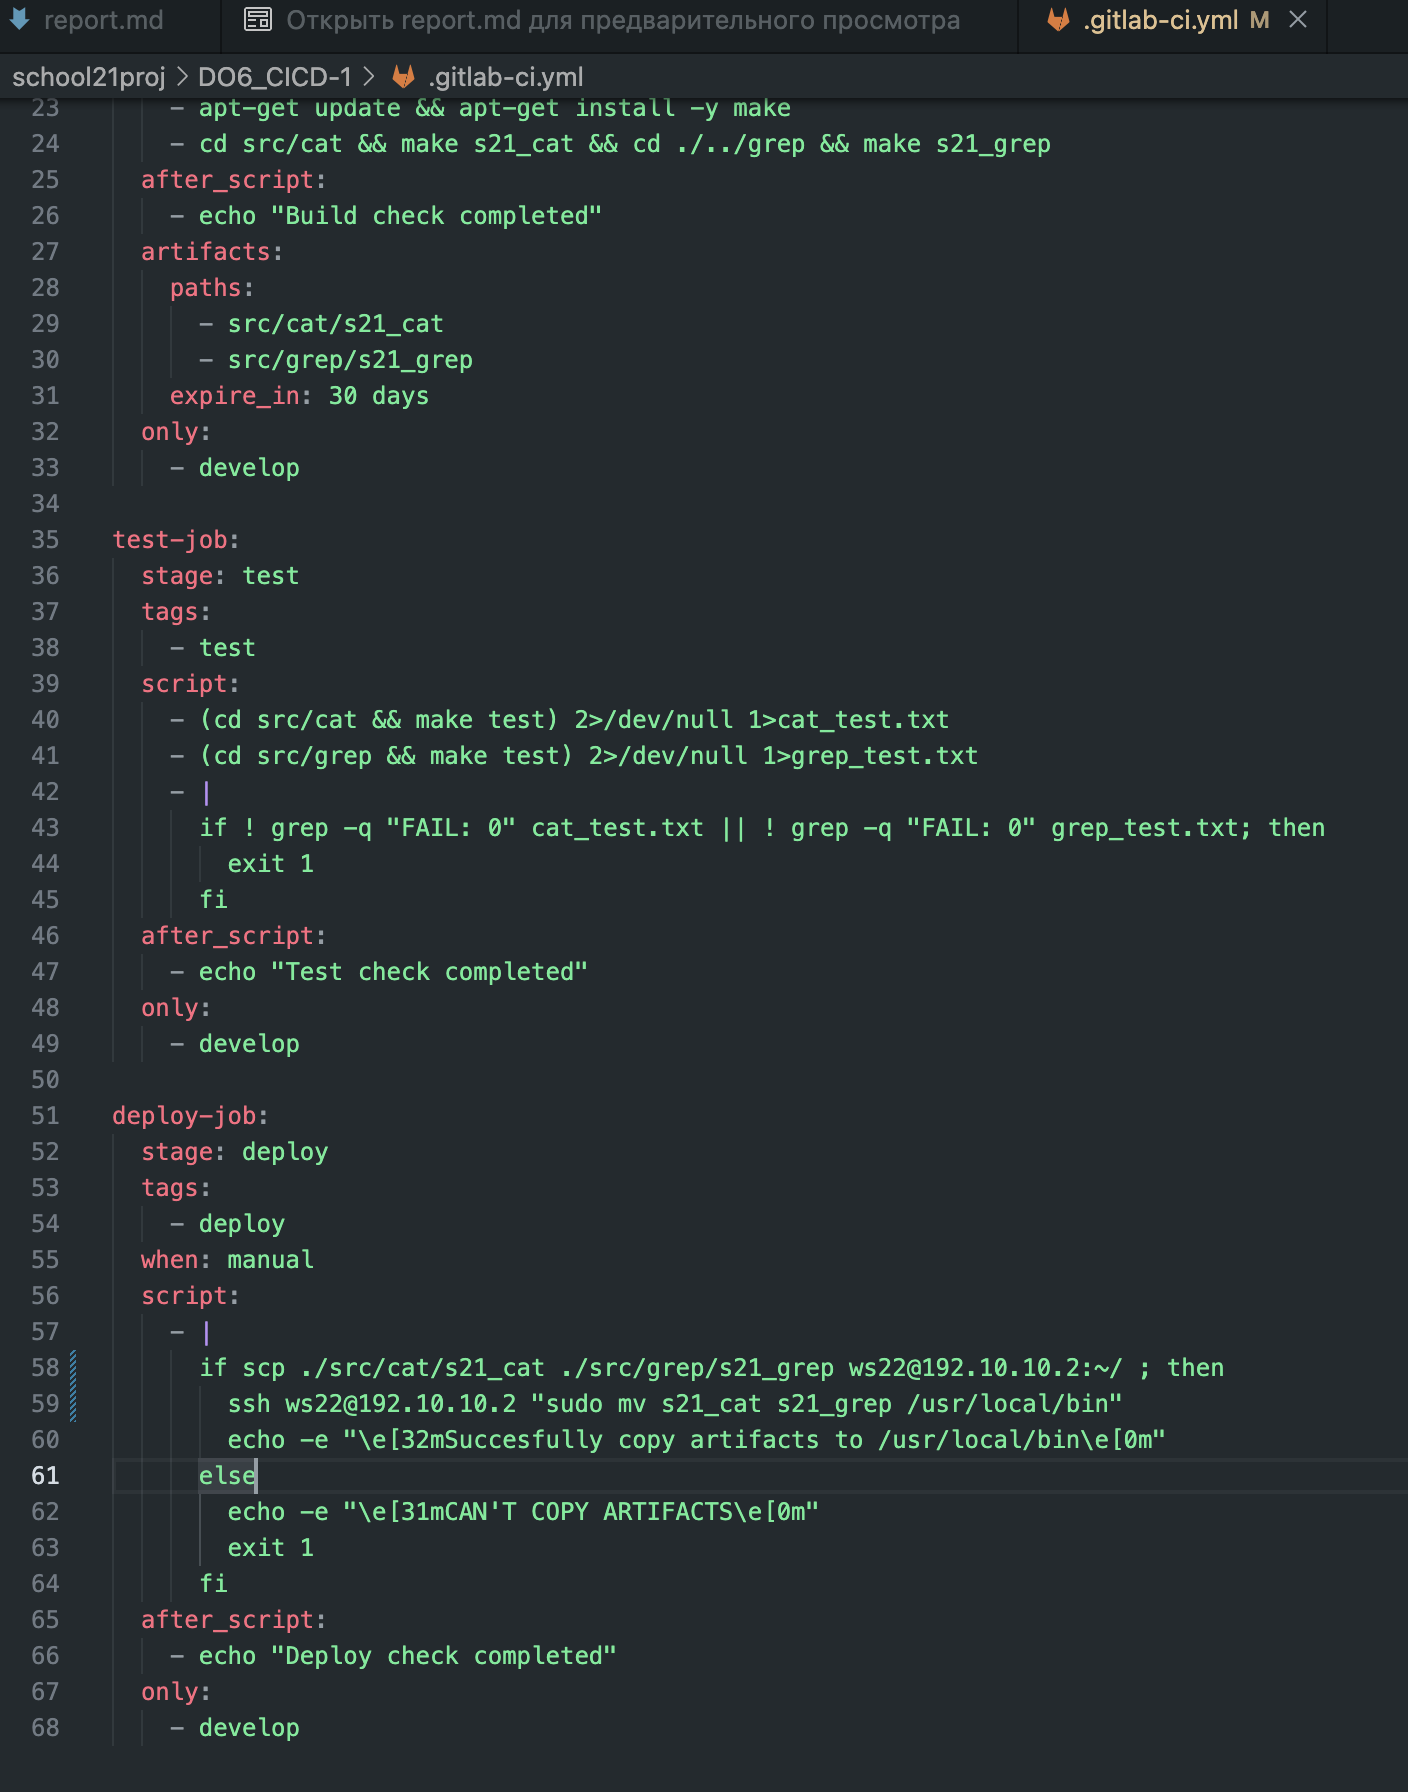 report.md Открыть report.md для предварительного просмотра .gitlab-ci.yml M
school21proj > DO6_CICD-1 > .gitlab-ci.yml
23 - apt-get update && apt-get install -y make
24 - cd src/cat && make s21_cat && cd ./../grep && make s21_grep
25 after_script:
26 - echo "Build check completed"
27 artifacts:
28 paths:
29 - src/cat/s21_cat
30 - src/grep/s21_grep
31 expire_in: 30 days
32 only:
33 - develop
34
35 test-job:
36 stage: test
37 tags:
38 - test
39 script:
40 - (cd src/cat && make test) 2>/dev/null 1>cat_test.txt
41 - (cd src/grep && make test) 2>/dev/null 1>grep_test.txt
42 - |
43 if ! grep -q "FAIL: 0" cat_test.txt || ! grep -q "FAIL: 0" grep_test.txt; then
44 exit 1
45 fi
46 after_script:
47 - echo "Test check completed"
48 only:
49 - develop
50
51 deploy-job:
52 stage: deploy
53 tags:
54 - deploy
55 when: manual
56 script:
57 - |
58 if scp ./src/cat/s21_cat ./src/grep/s21_grep ws22@192.10.10.2:~/ ; then
59 ssh ws22@192.10.10.2 "sudo mv s21_cat s21_grep /usr/local/bin"
60 echo -e "\e[32mSuccesfully copy artifacts to /usr/local/bin\e[0m"
61 else
62 echo -e "\e[31mCAN'T COPY ARTIFACTS\e[0m"
63 exit 1
64 fi
65 after_script:
66 - echo "Deploy check completed"
67 only:
68 - develop